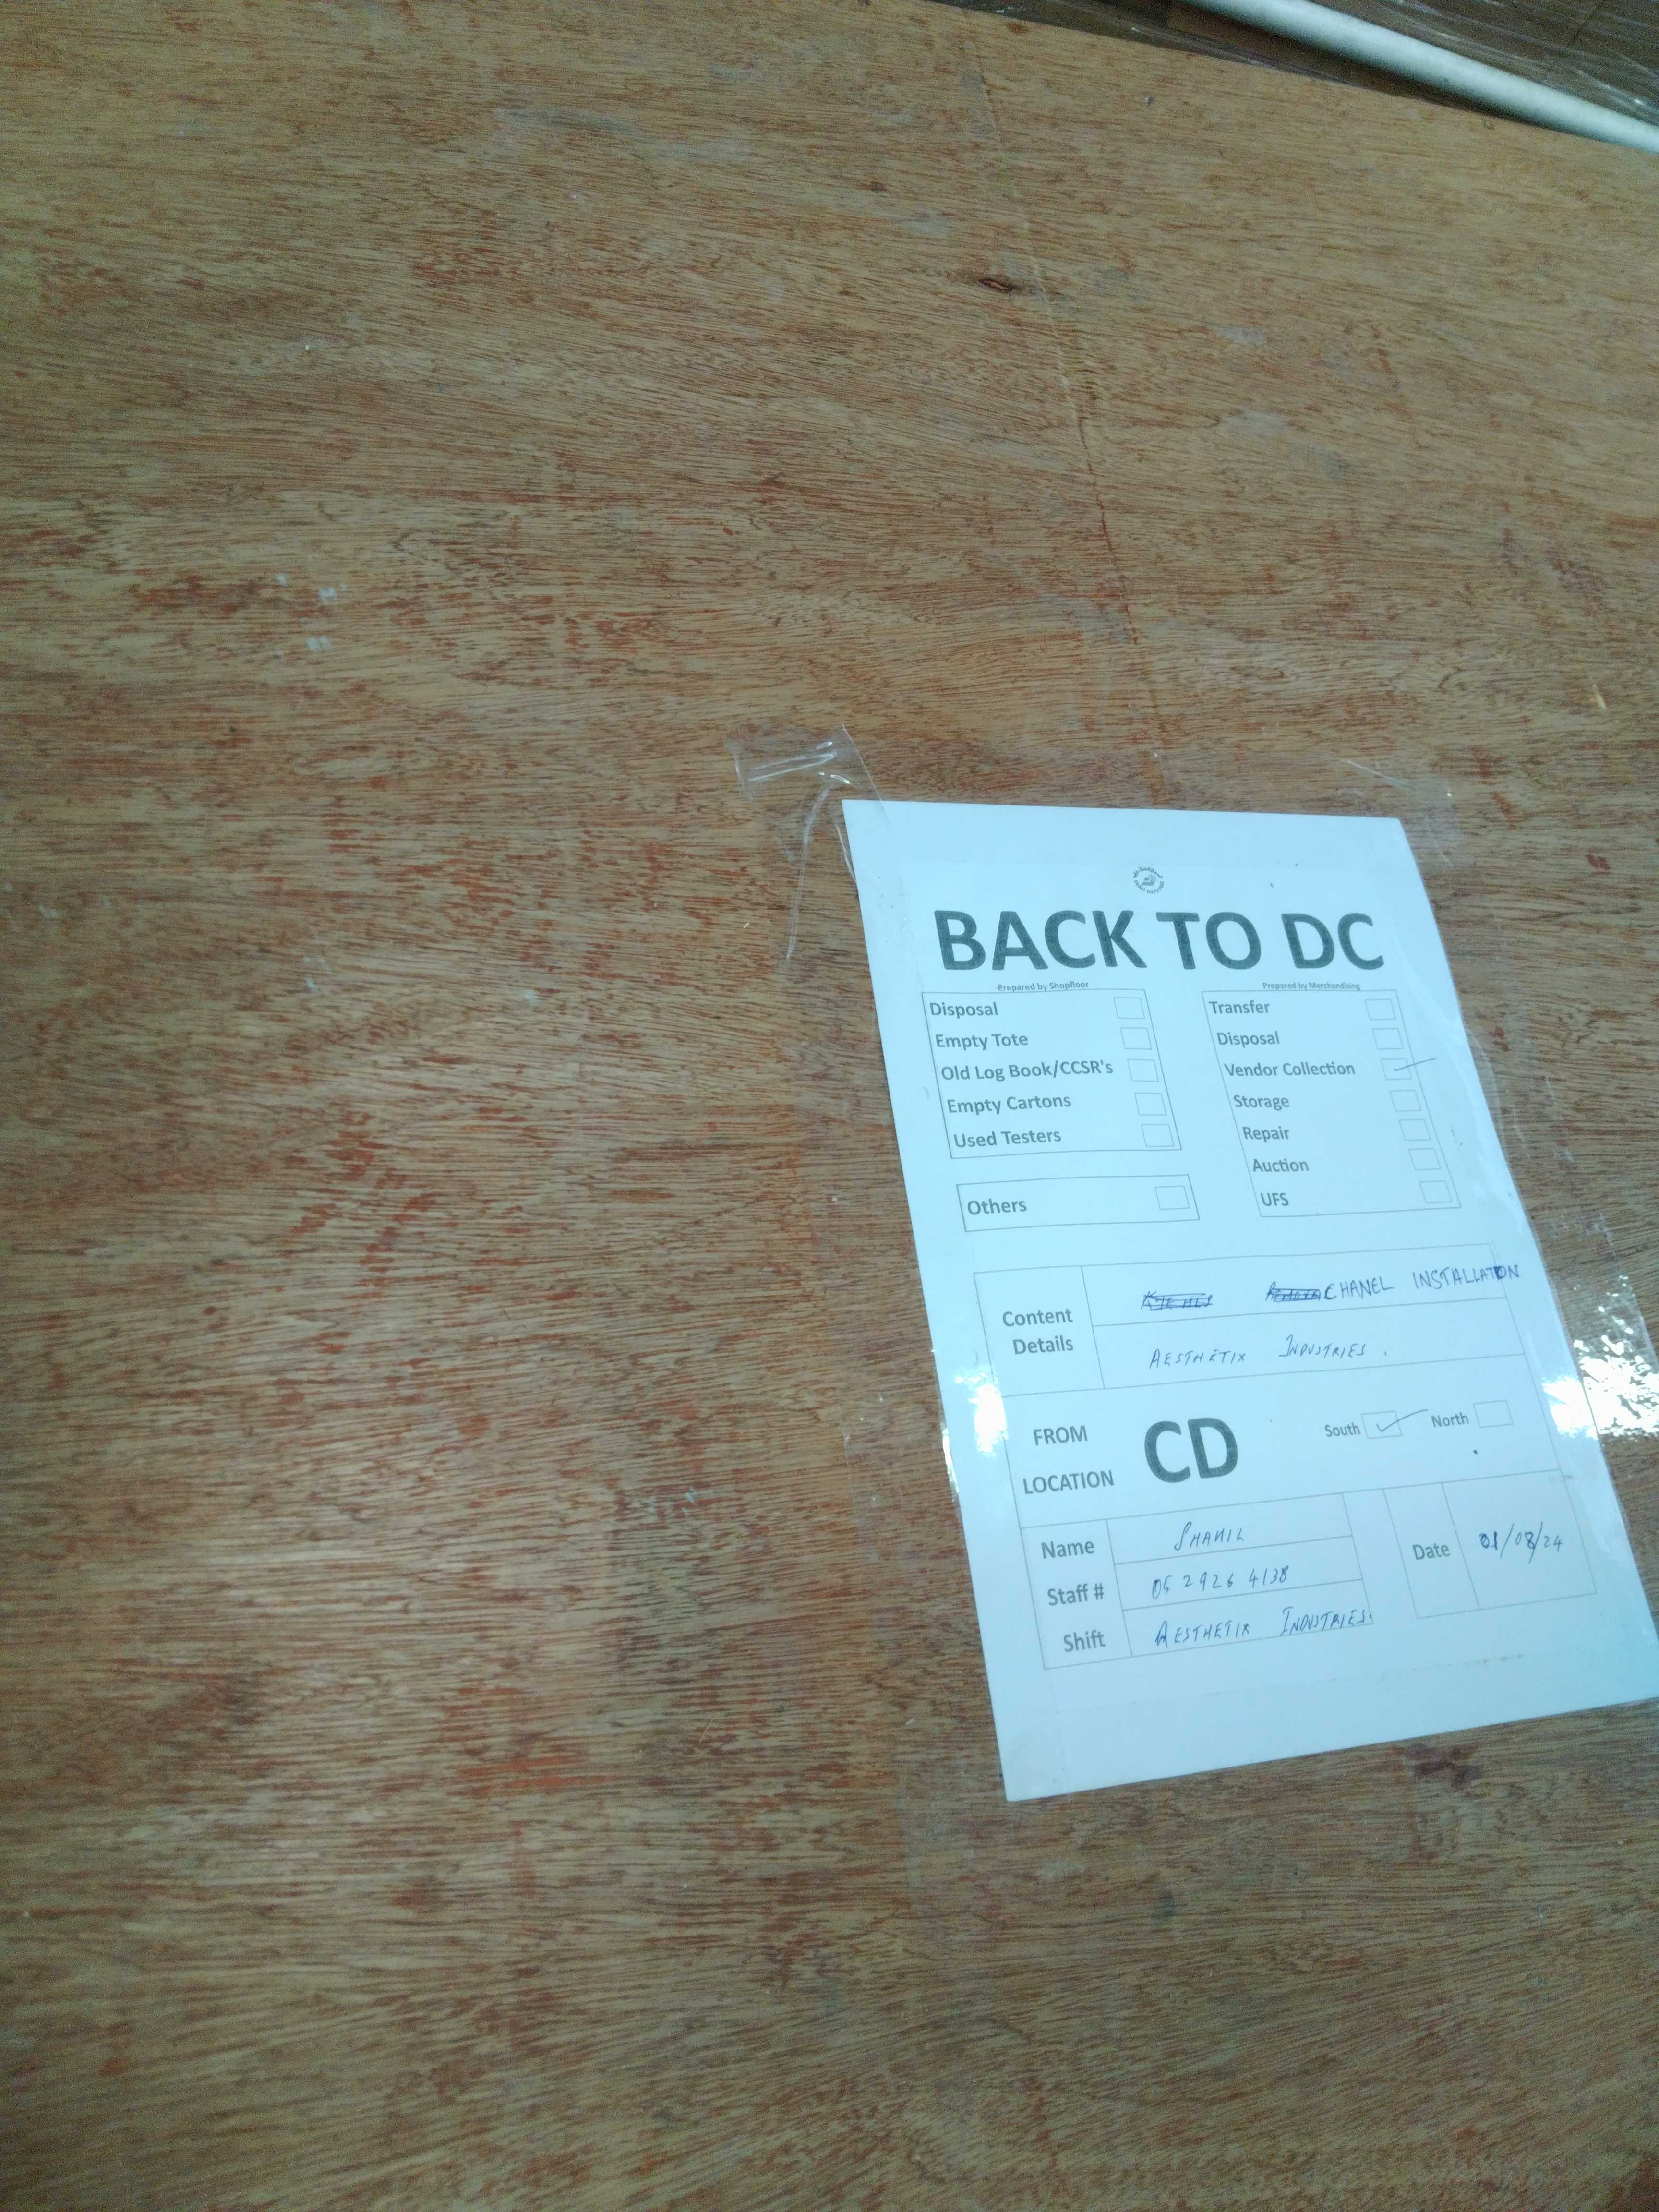 BACK TO DC
Prepared by Shopfloor
Disposal
Empty Tote
Old Log Book/CCSR's
Empty Cartons
Used Testers
Others
Prepared by Merchandising
Transfer
Disposal
Vendor Collection
Storage
Repair
Auction
UFS
Content Details
CHANEL INSTALLATION
AESTHETIX INDUSTRIES.
FROM LOCATION
CD
South
North
Name SHANIL
Staff # 05 2926 4138
Shift AESTHETIX INDUSTRIES.
Date 01/08/24